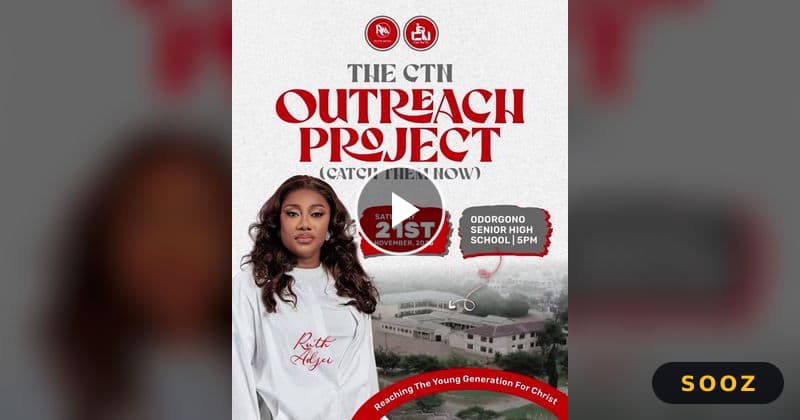 THE CTN
OUTREACH
PROJECT
(CATCH THEM NOW)
21ST
NOVEMBER,
ODORGONO
SENIOR HIGH
SCHOOL | 5PM
Ruth
Adjei
Reaching The Young Generation For Christ
SOOZ